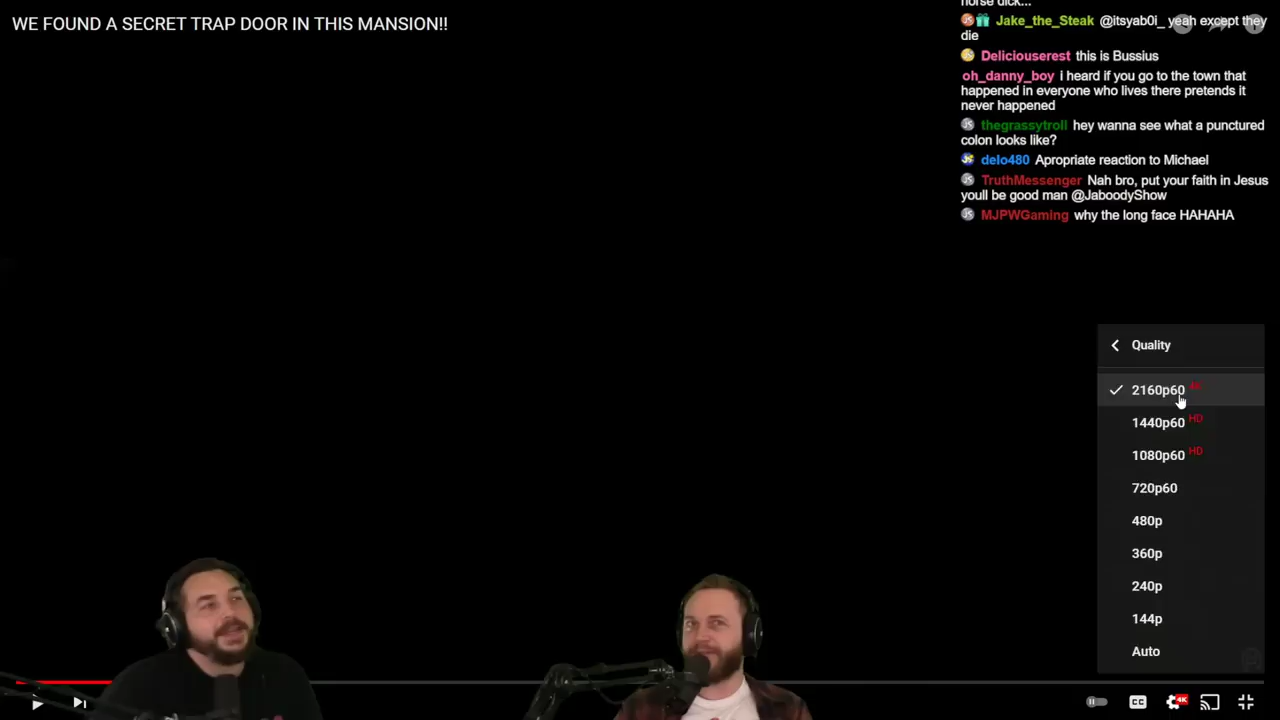 WE FOUND A SECRET TRAP DOOR IN THIS MANSION!!
horse dick...
Jake_the_Steak @itsyab0i_ yeah except they
die
Deliciouserest this is Bussius
oh_danny_boy i heard if you go to the town that
happened in everyone who lives there pretends it
never happened
thegrassytroll hey wanna see what a punctured
colon looks like?
delo480 Apropriate reaction to Michael
TruthMessenger Nah bro, put your faith in Jesus
youll be good man @JaboodyShow
MJPWGaming why the long face HAHAHA
Quality
2160p60 4K
1440p60 HD
1080p60 HD
720p60
480p
360p
240p
144p
Auto
CC
4K